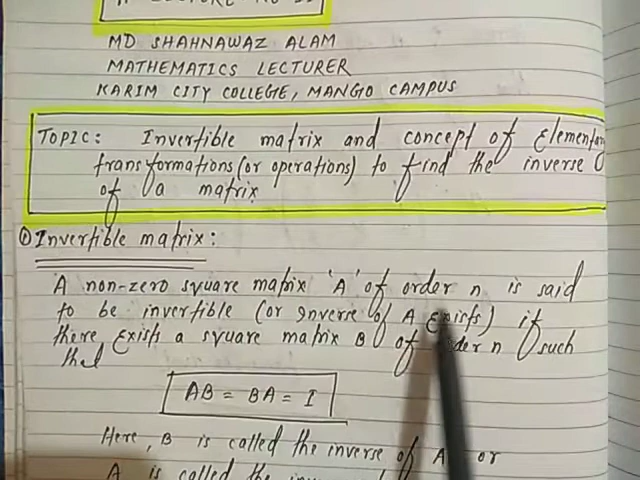 LECTURE NO
MD SHAHNAWAZ ALAM
MATHEMATICS LECTURER
KARIM CITY COLLEGE, MANGO CAMPUS
TOPIC: Invertible matrix and concept of Elementary
transformations (or operations) to find the inverse
of a matrix
① Invertible matrix:
A non-zero square matrix 'A' of order n is said
to be invertible (or Inverse of A Exists) if
there Exists a square matrix B of order n such
that
AB = BA = I
Here, B is called the inverse of A or
A is called the